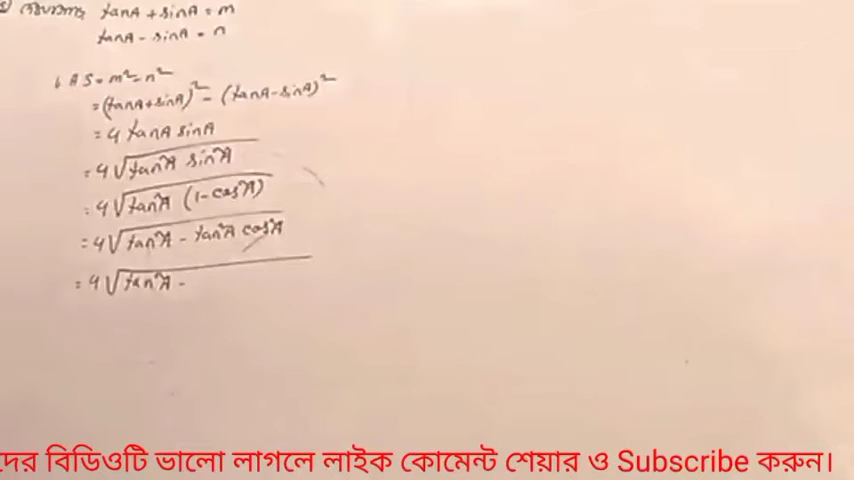 দেওয়াআছে, tanA + sinA = m
tanA - sinA = n
L H S = m² - n²
= (tanA + sinA)² - (tanA - sinA)²
= 4 tanA sinA
= 4√tan²A sin²A
= 4√tan²A (1 - cos²A)
= 4√tan²A - tan²A cos²A
= 4√tan²A -
দের বিডিওটি ভালো লাগলে লাইক কোমেন্ট শেয়ার ও Subscribe করুন।